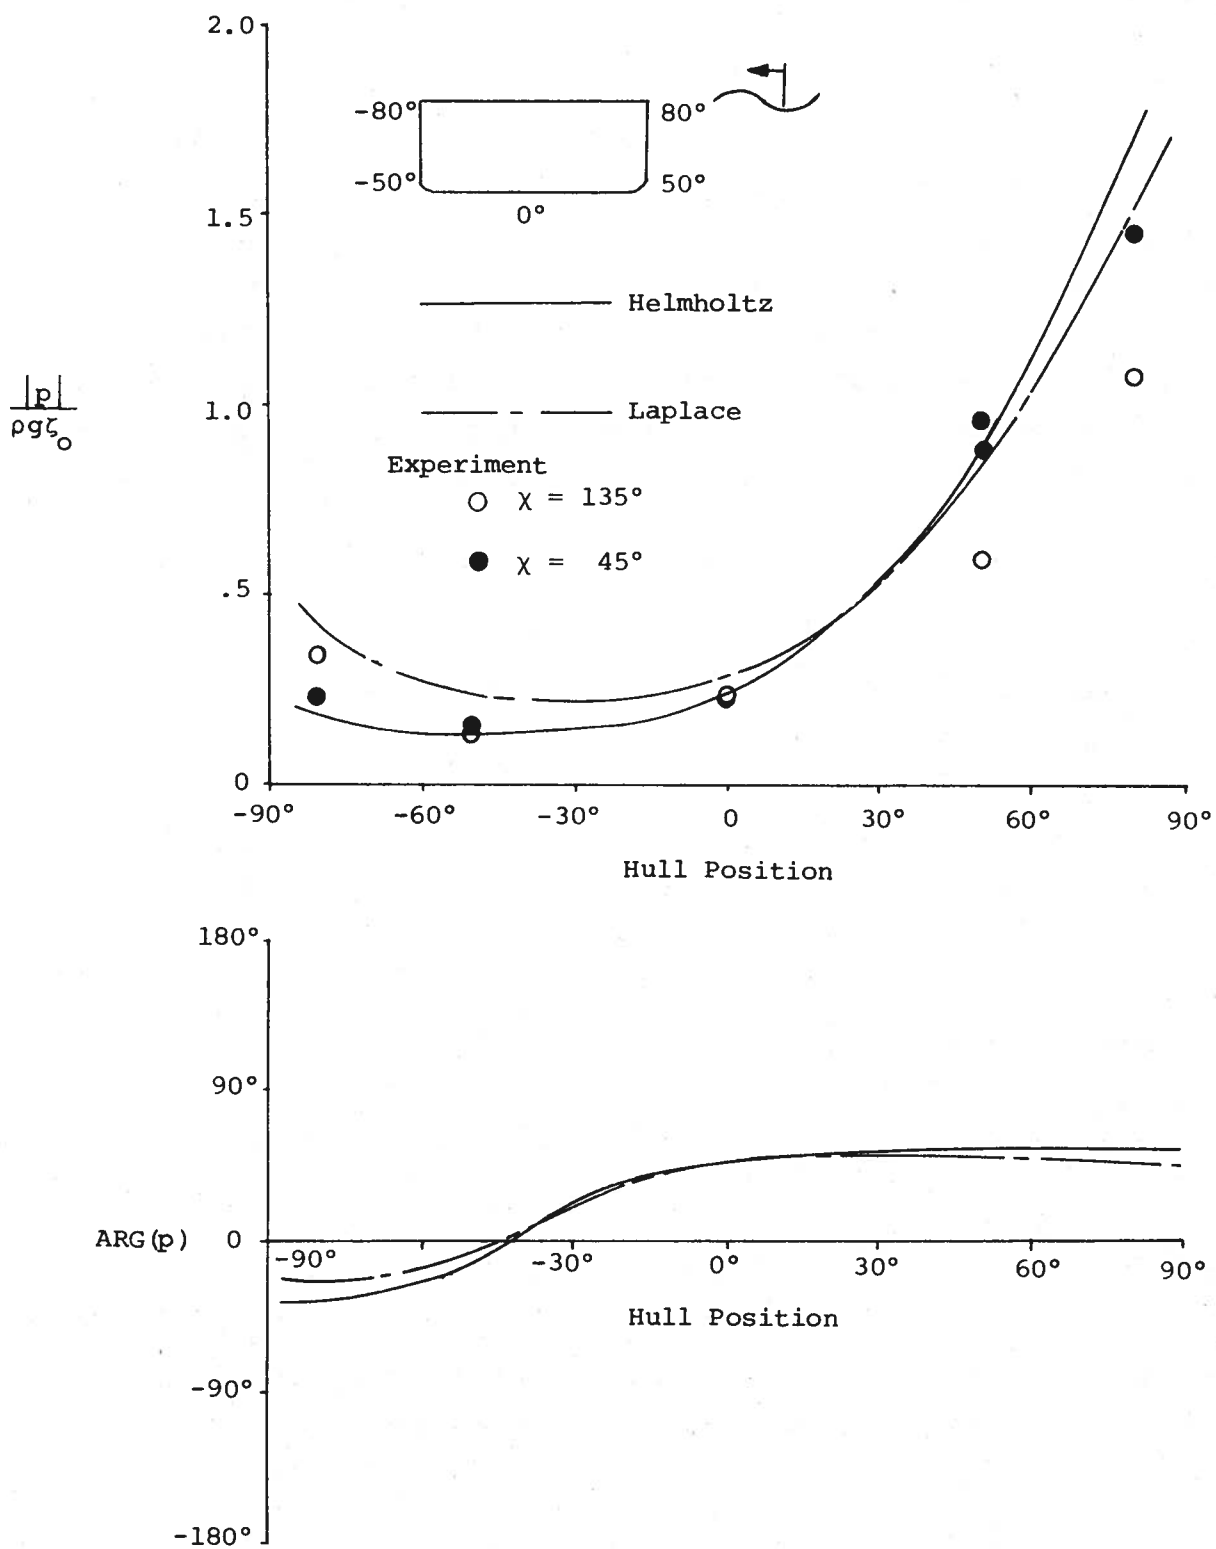 2.0
-80° 80°
-50° 50°
0°
1.5
Helmholtz
|p|
ρgζo
1.0
Laplace
Experiment
χ = 135°
χ = 45°
.5
0
-90° -60° -30° 0 30° 60° 90°
Hull Position
180°
90°
ARG(p) 0
-90° -30° 0° 30° 60° 90°
Hull Position
-90°
-180°